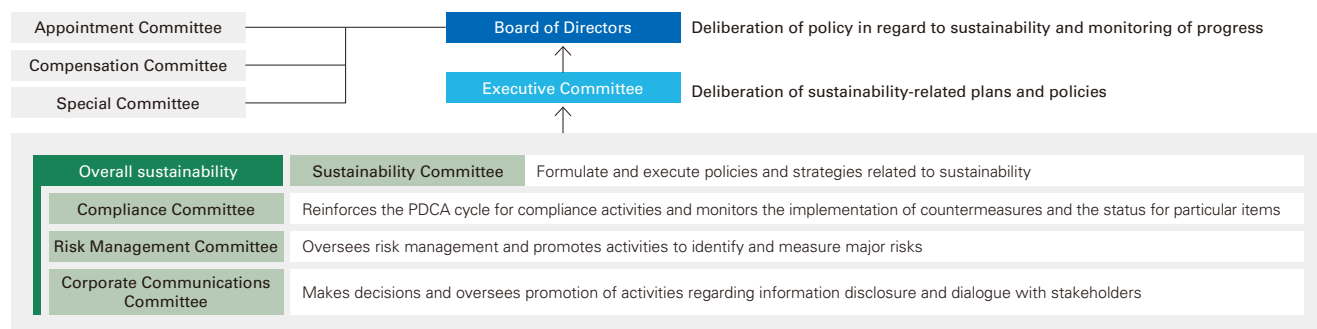 Appointment Committee
Board of Directors
Deliberation of policy in regard to sustainability and monitoring of progress
Compensation Committee
Executive Committee
Deliberation of sustainability-related plans and policies
Special Committee
Overall sustainability
Sustainability Committee
Formulate and execute policies and strategies related to sustainability
Compliance Committee
Reinforces the PDCA cycle for compliance activities and monitors the implementation of countermeasures and the status for particular items
Risk Management Committee
Oversees risk management and promotes activities to identify and measure major risks
Corporate Communications
Committee
Makes decisions and oversees promotion of activities regarding information disclosure and dialogue with stakeholders